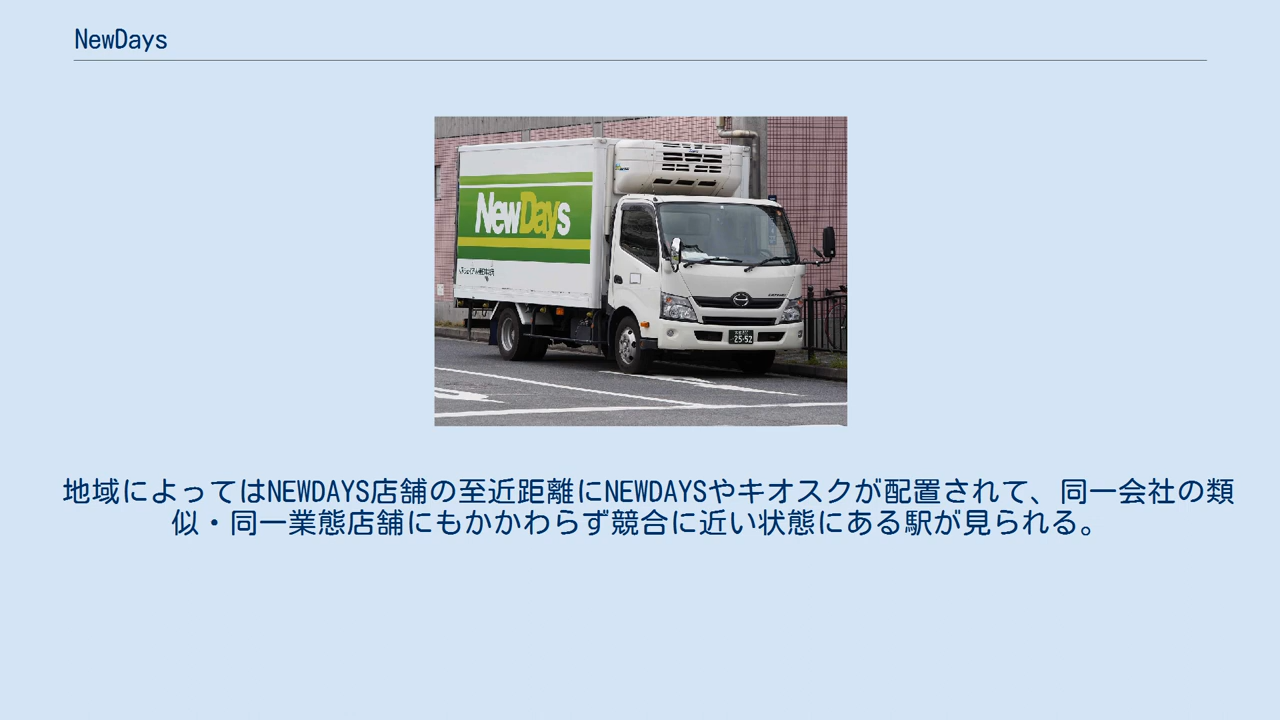 NewDays
NewDays
25-52
地域によってはNEWDAYS店舗の至近距離にNEWDAYSやキオスクが配置されて、同一会社の類
似・同一業態店舗にもかかわらず競合に近い状態にある駅が見られる。